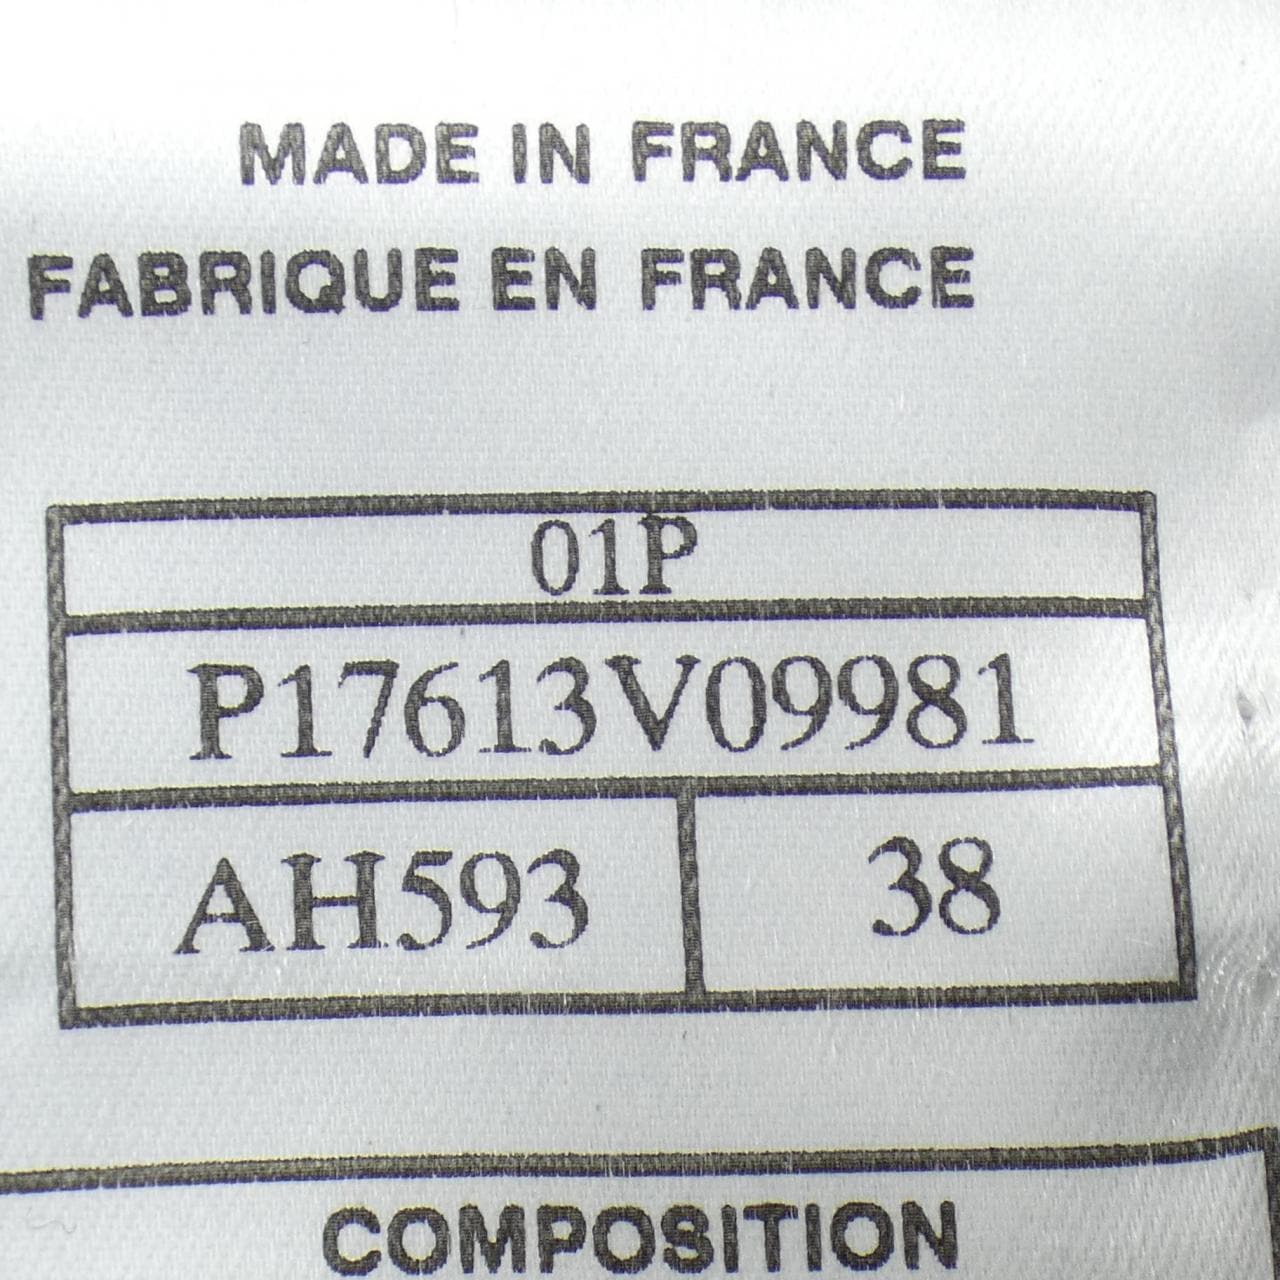 MADE IN FRANCE
FABRIQUE EN FRANCE
01P
P17613V09981
AH593 38
COMPOSITION